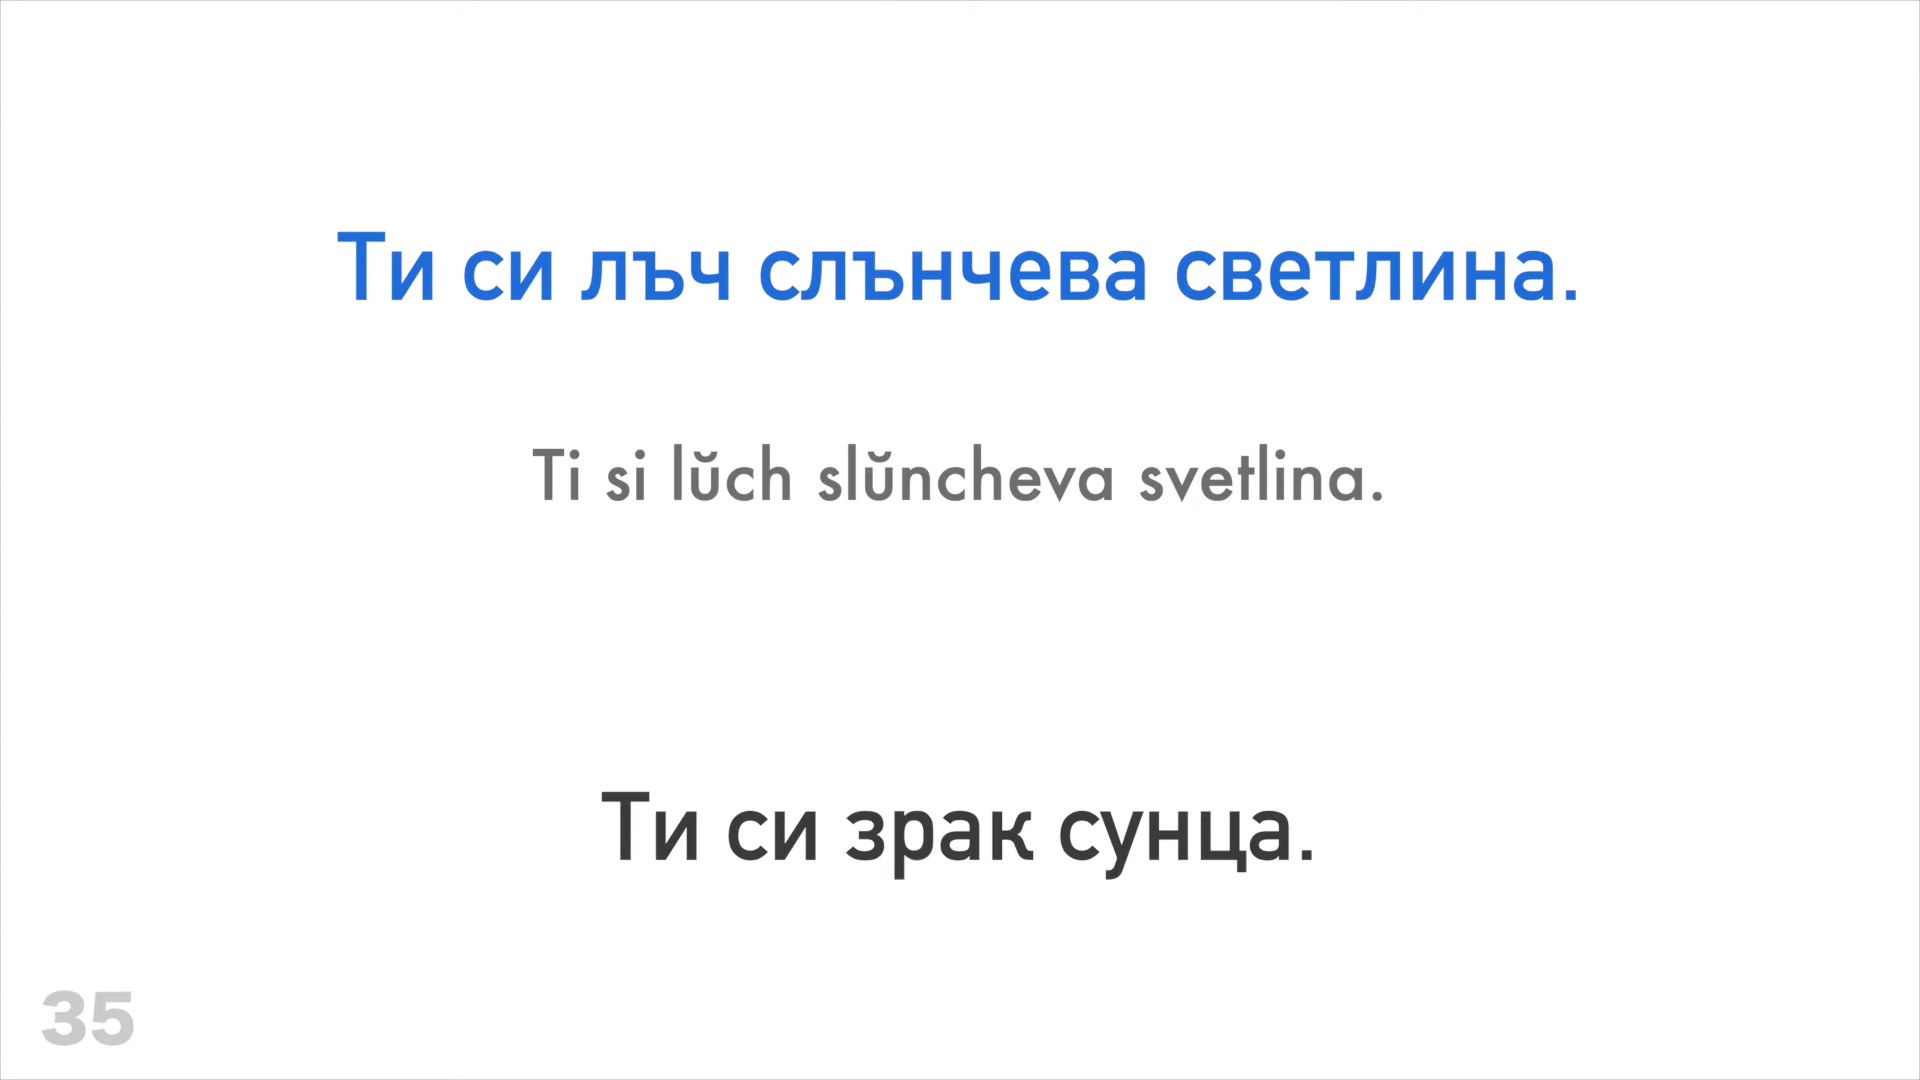 Ти си лъч слънчева светлина.
Ti si lŭch slŭncheva svetlina.
Ти си зрак сунца.
35